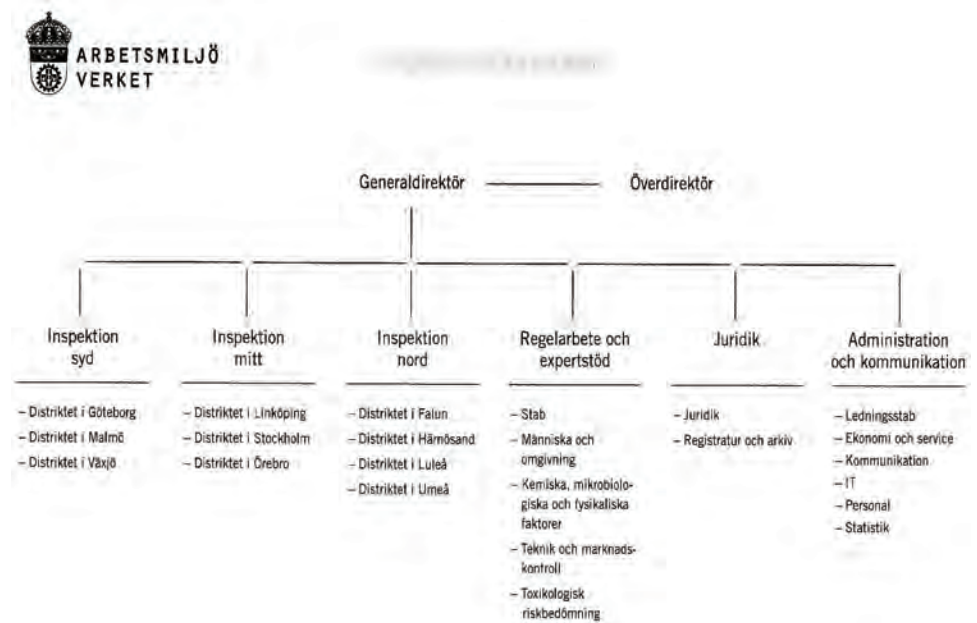 ARBETSMILJÖ
VERKET
Generaldirektör
Överdirektör
Inspektion
syd
– Distriktet i Göteborg
– Distriktet i Malmö
– Distriktet i Växjö
Inspektion
mitt
– Distriktet i Linköping
– Distriktet i Stockholm
– Distriktet i Örebro
Inspektion
nord
– Distriktet i Falun
– Distriktet i Härnösand
– Distriktet i Luleå
– Distriktet i Umeå
Regelarbete och
expertstöd
– Stab
– Människa och
omgivning
– Kemiska, mikrobiolo-
giska och fysikaliska
faktorer
– Teknik och marknads-
kontroll
– Toxikologisk
riskbedömning
Juridik
– Juridik
– Registratur och arkiv
Administration
och kommunikation
– Ledningsstab
– Ekonomi och service
– Kommunikation
– IT
– Personal
– Statistik